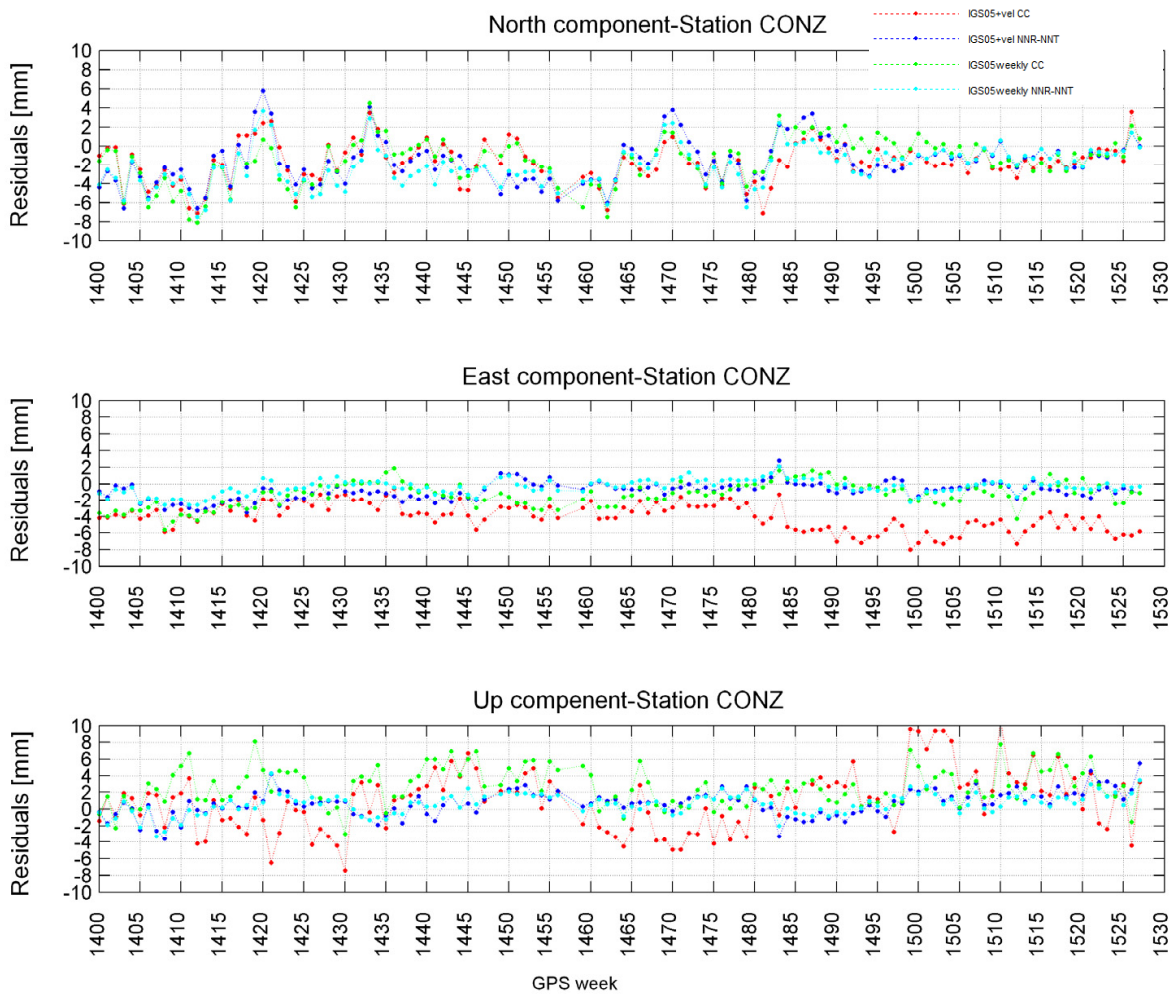 North component-Station CONZ
IGS05+vel CC
IGS05+vel NNR-NNT
IGS05weekly CC
IGS05weekly NNR-NNT
Residuals [mm]
10
8
6
4
2
0
-2
-4
-6
-8
-10
1400 1405 1410 1415 1420 1425 1430 1435 1440 1445 1450 1455 1460 1465 1470 1475 1480 1485 1490 1495 1500 1505 1510 1515 1520 1525 1530
East component-Station CONZ
Residuals [mm]
10
8
6
4
2
0
-2
-4
-6
-8
-10
1400 1405 1410 1415 1420 1425 1430 1435 1440 1445 1450 1455 1460 1465 1470 1475 1480 1485 1490 1495 1500 1505 1510 1515 1520 1525 1530
Up compenent-Station CONZ
Residuals [mm]
10
8
6
4
2
0
-2
-4
-6
-8
-10
1400 1405 1410 1415 1420 1425 1430 1435 1440 1445 1450 1455 1460 1465 1470 1475 1480 1485 1490 1495 1500 1505 1510 1515 1520 1525 1530
GPS week